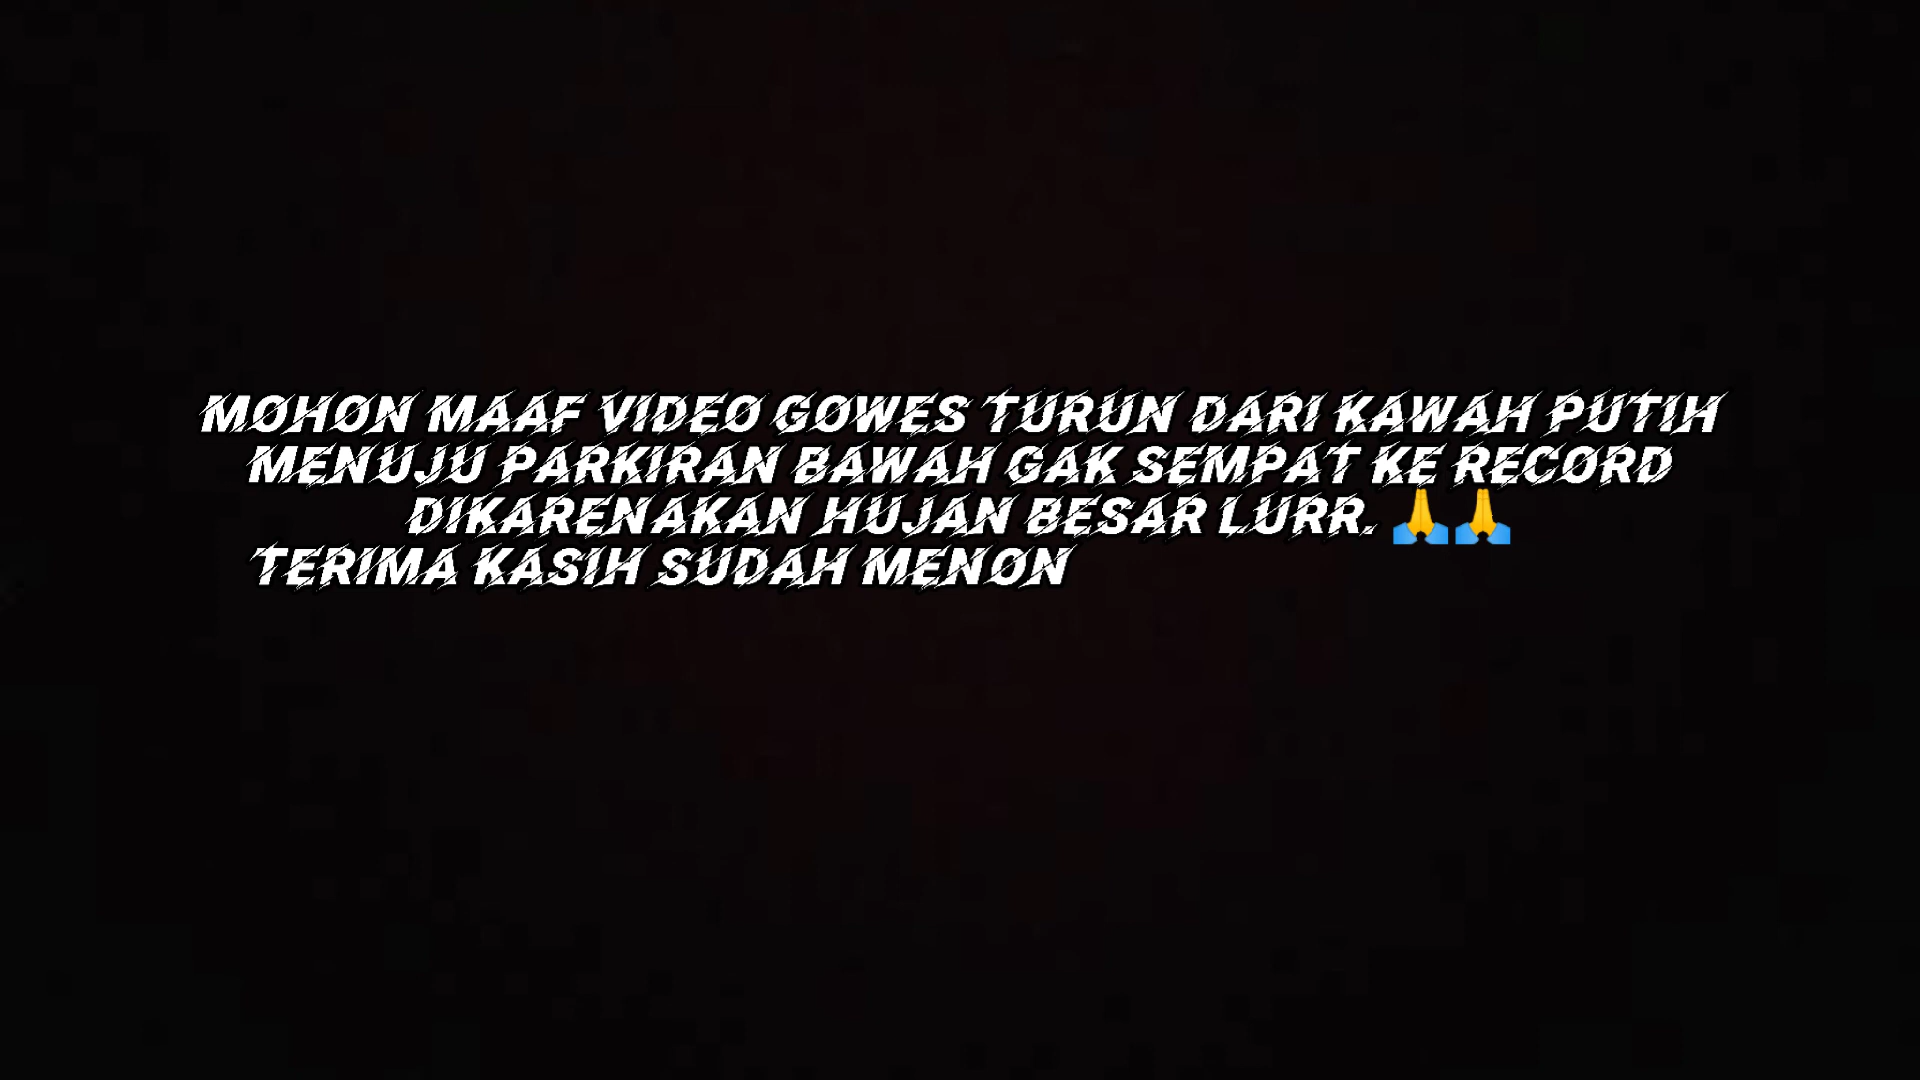 MOHON MAAF VIDEO GOWES TURUN DARI KAWAH PUTIH
MENUJU PARKIRAN BAWAH GAK SEMPAT KE RECORD
DIKARENAKAN HUJAN BESAR LURR. 🙏🙏
TERIMA KASIH SUDAH MENON